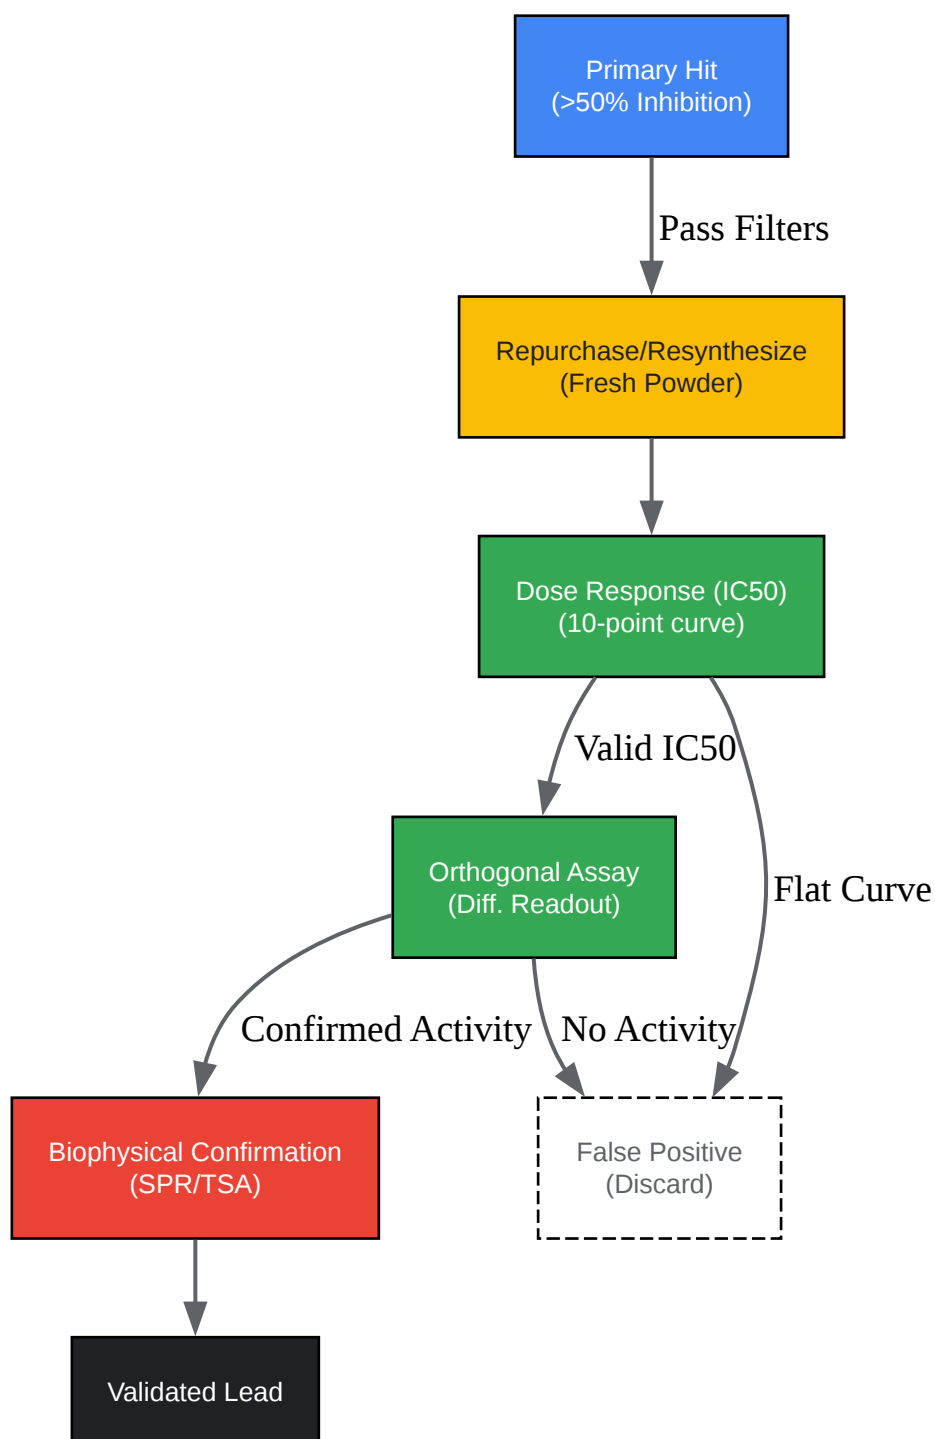 Primary Hit
(>50% Inhibition)
Pass Filters
Repurchase/Resynthesize
(Fresh Powder)
Dose Response (IC50)
(10-point curve)
Valid IC50
Flat Curve
Orthogonal Assay
(Diff. Readout)
Confirmed Activity
No Activity
Biophysical Confirmation
(SPR/TSA)
False Positive
(Discard)
Validated Lead